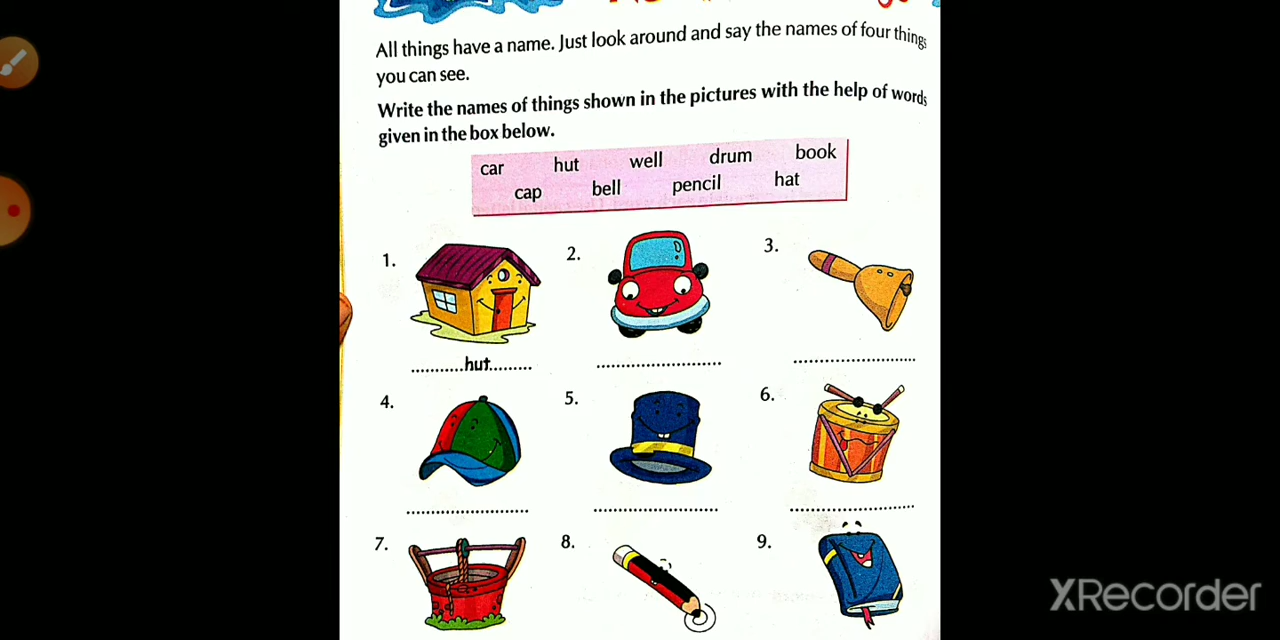 All things have a name. Just look around and say the names of four things
you can see.
Write the names of things shown in the pictures with the help of words
given in the box below.
car hut well drum book
cap bell pencil hat
1. 2. 3.
...........hut.........
4. 5. 6.
7. 8. 9.
XRecorder